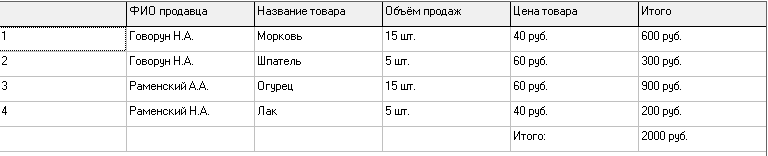 ФИО продавца Название товара Объём продаж Цена товара Итого
1 Говорун Н.А. Морковь 15 шт. 40 руб. 600 руб.
2 Говорун Н.А. Шпатель 5 шт. 60 руб. 300 руб.
3 Раменский А.А. Огурец 15 шт. 60 руб. 900 руб.
4 Раменский Н.А. Лак 5 шт. 40 руб. 200 руб.
Итого: 2000 руб.